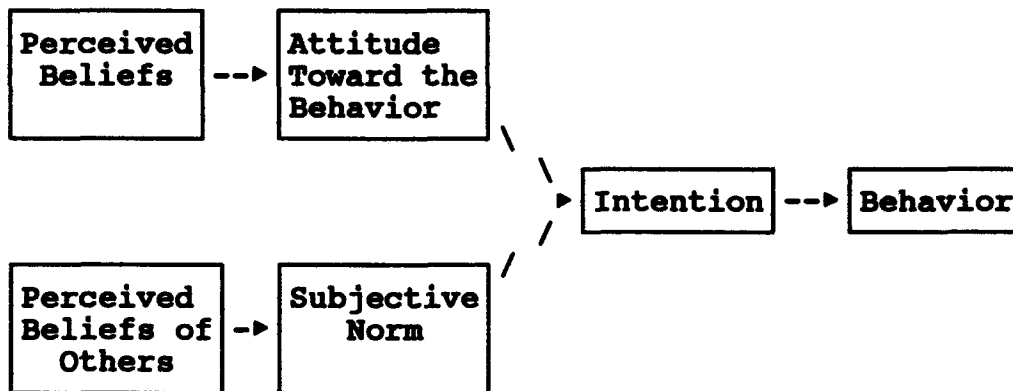 Perceived
Beliefs
Attitude
Toward the
Behavior
Intention
Behavior
Perceived
Beliefs of
Others
Subjective
Norm